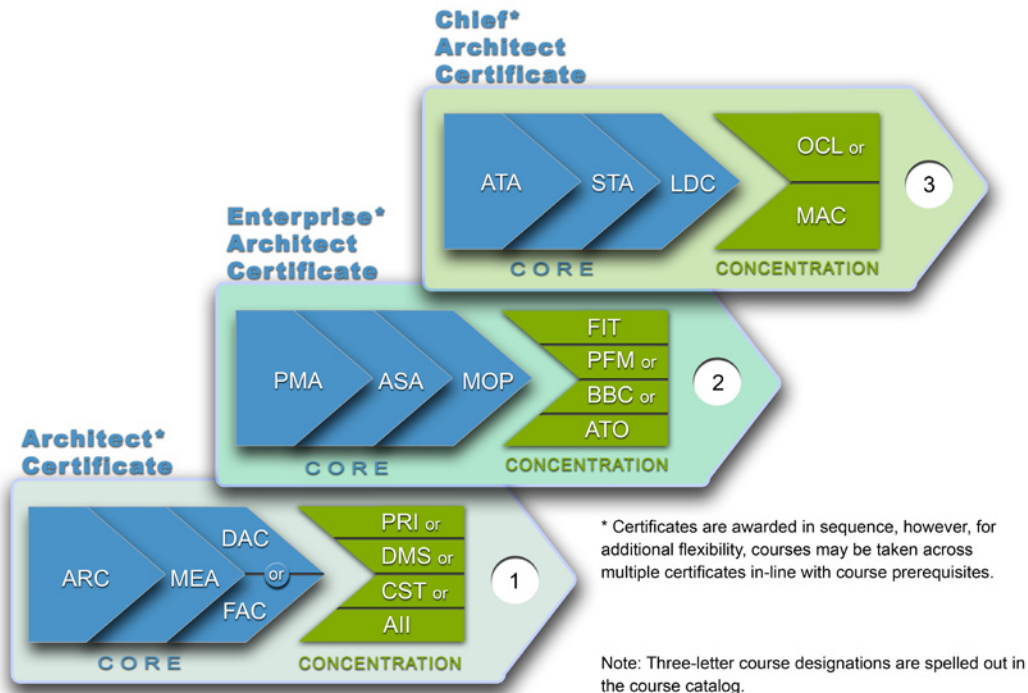 Chief*
Architect
Certificate
ATA
STA
LDC
CORE
OCL or
MAC
CONCENTRATION
3
Enterprise*
Architect
Certificate
PMA
ASA
MOP
CORE
FIT
PFM or
BBC or
ATO
CONCENTRATION
2
Architect*
Certificate
ARC
MEA
DAC
or
FAC
CORE
PRI or
DMS or
CST or
AII
CONCENTRATION
1
* Certificates are awarded in sequence, however, for
additional flexibility, courses may be taken across
multiple certificates in-line with course prerequisites.
Note: Three-letter course designations are spelled out in
the course catalog.